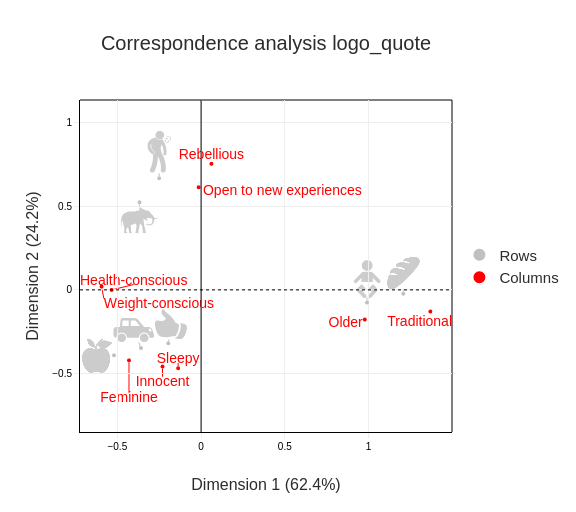 Correspondence analysis logo_quote
1
0.5
0
−0.5
Dimension 2 (24.2%)
Rebellious
Open to new experiences
Health-conscious
Weight-conscious
Older
Traditional
Sleepy
Innocent
Feminine
−0.5
0
0.5
1
Dimension 1 (62.4%)
Rows
Columns